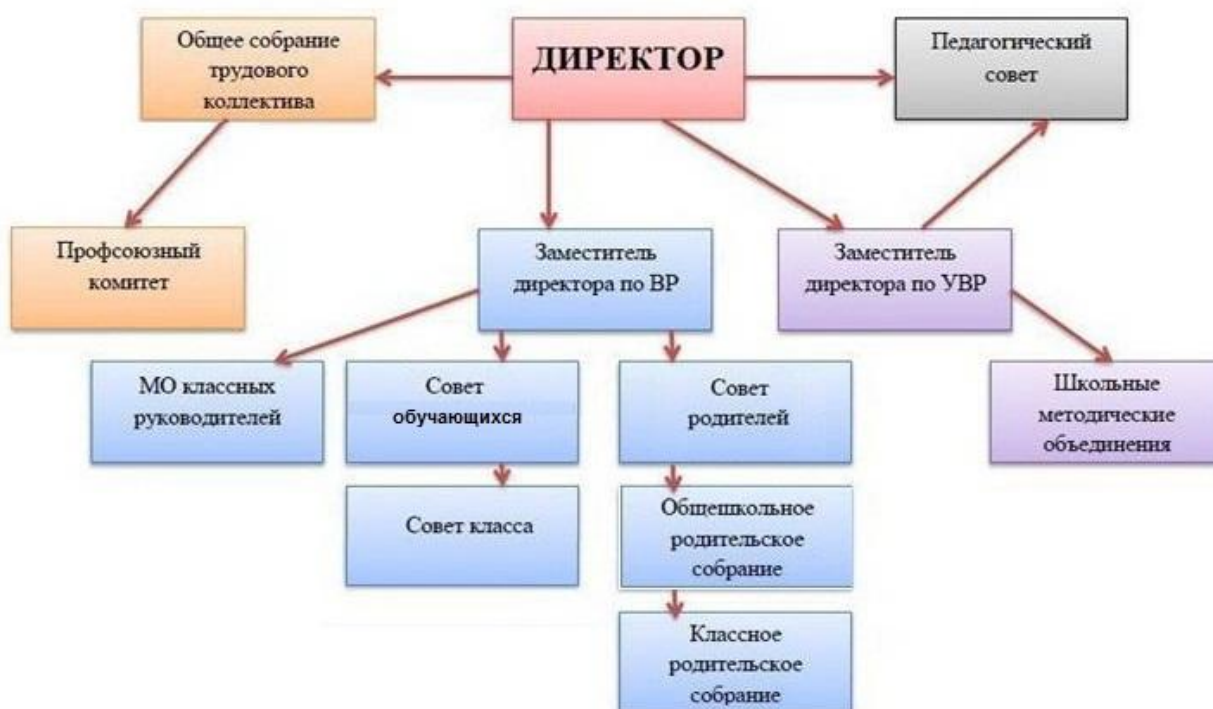 Общее собрание
трудового
коллектива
ДИРЕКТОР
Педагогический
совет
Профсоюзный
комитет
Заместитель
директора по ВР
Заместитель
директора по УВР
МО классных
руководителей
Совет
обучающихся
Совет
родителей
Школьные
методические
объединения
Совет класса
Общешкольное
родительское
собрание
Классное
родительское
собрание